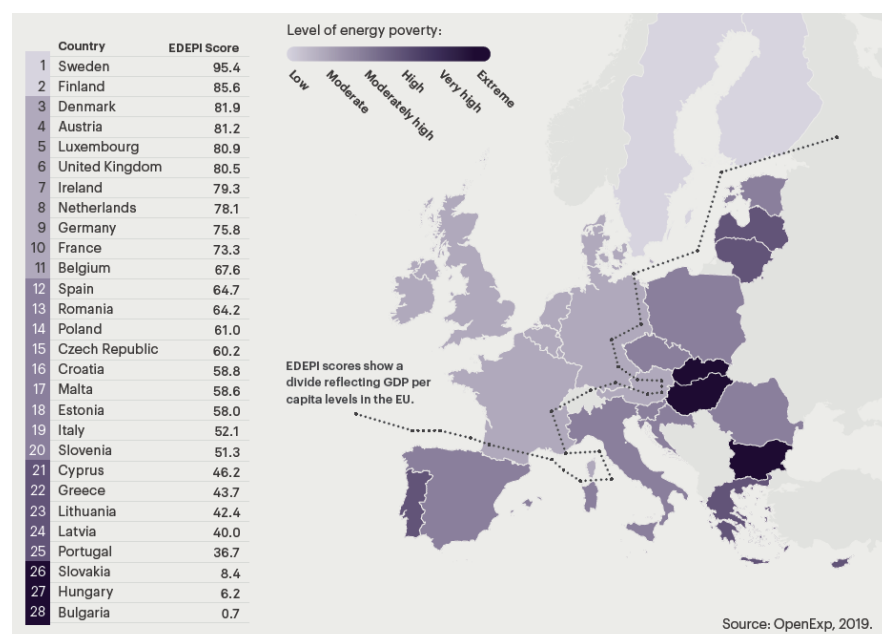 Country EDEPI Score
1 Sweden 95.4
2 Finland 85.6
3 Denmark 81.9
4 Austria 81.2
5 Luxembourg 80.9
6 United Kingdom 80.5
7 Ireland 79.3
8 Netherlands 78.1
9 Germany 75.8
10 France 73.3
11 Belgium 67.6
12 Spain 64.7
13 Romania 64.2
14 Poland 61.0
15 Czech Republic 60.2
16 Croatia 58.8
17 Malta 58.6
18 Estonia 58.0
19 Italy 52.1
20 Slovenia 51.3
21 Cyprus 46.2
22 Greece 43.7
23 Lithuania 42.4
24 Latvia 40.0
25 Portugal 36.7
26 Slovakia 8.4
27 Hungary 6.2
28 Bulgaria 0.7
Level of energy poverty:
Low
Moderate
Moderately high
High
Very high
Extreme
EDEPI scores show a
divide reflecting GDP per
capita levels in the EU.
Source: OpenExp, 2019.